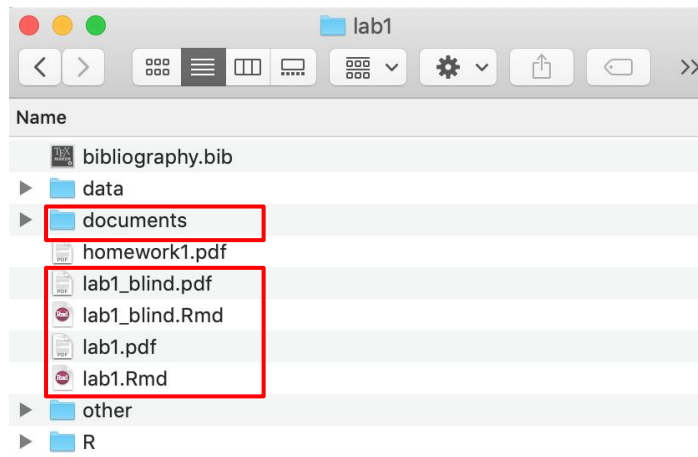 lab1
Name
bibliography.bib
data
documents
homework1.pdf
lab1_blind.pdf
lab1_blind.Rmd
lab1.pdf
lab1.Rmd
other
R